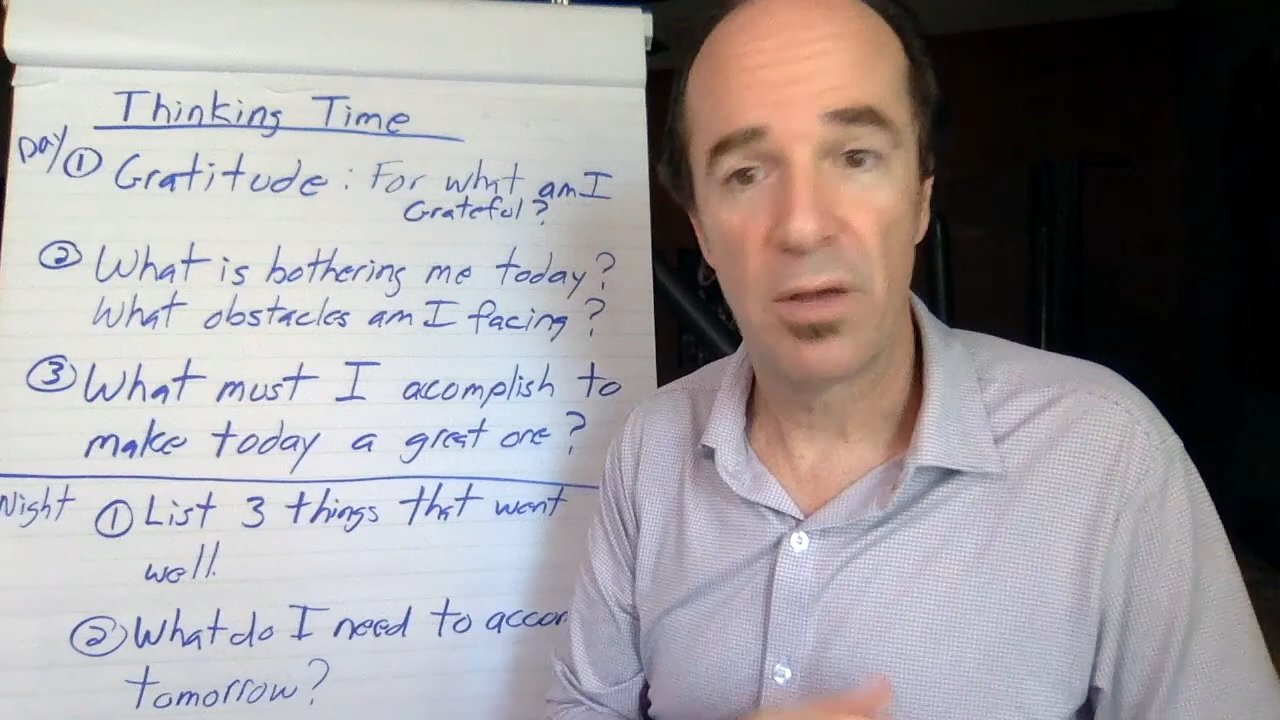 Thinking Time
Day ① Gratitude: For what am I
Grateful?
② What is bothering me today?
What obstacles am I facing?
③ What must I acomplish to
make today a great one?
Night ① List 3 things that went
well.
② What do I need to accom
tomorrow?